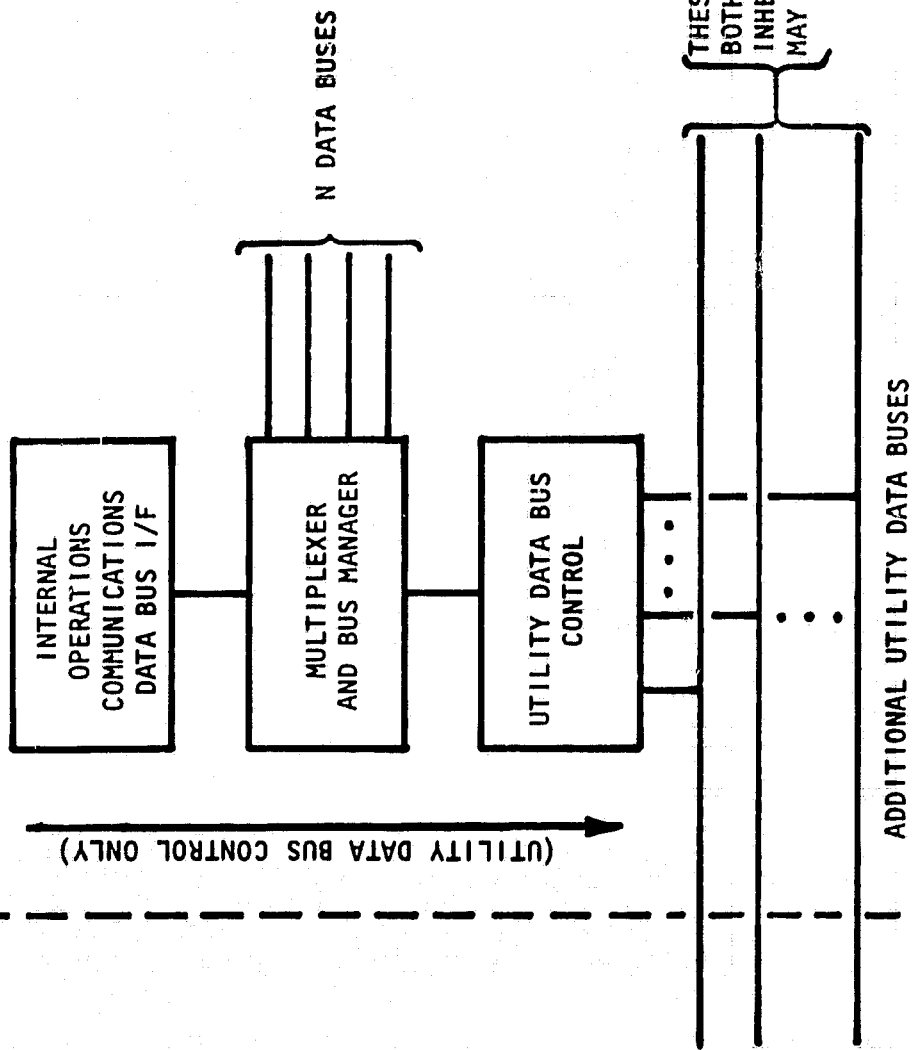 INTERNAL
OPERATIONS
COMMUNICATIONS
DATA BUS I/F
MULTIPLEXER
AND BUS MANAGER
N DATA BUSES
UTILITY DATA BUS
CONTROL
(UTILITY DATA BUS CONTROL ONLY)
THES
BOTH
INHE
MAY
ADDITIONAL UTILITY DATA BUSES